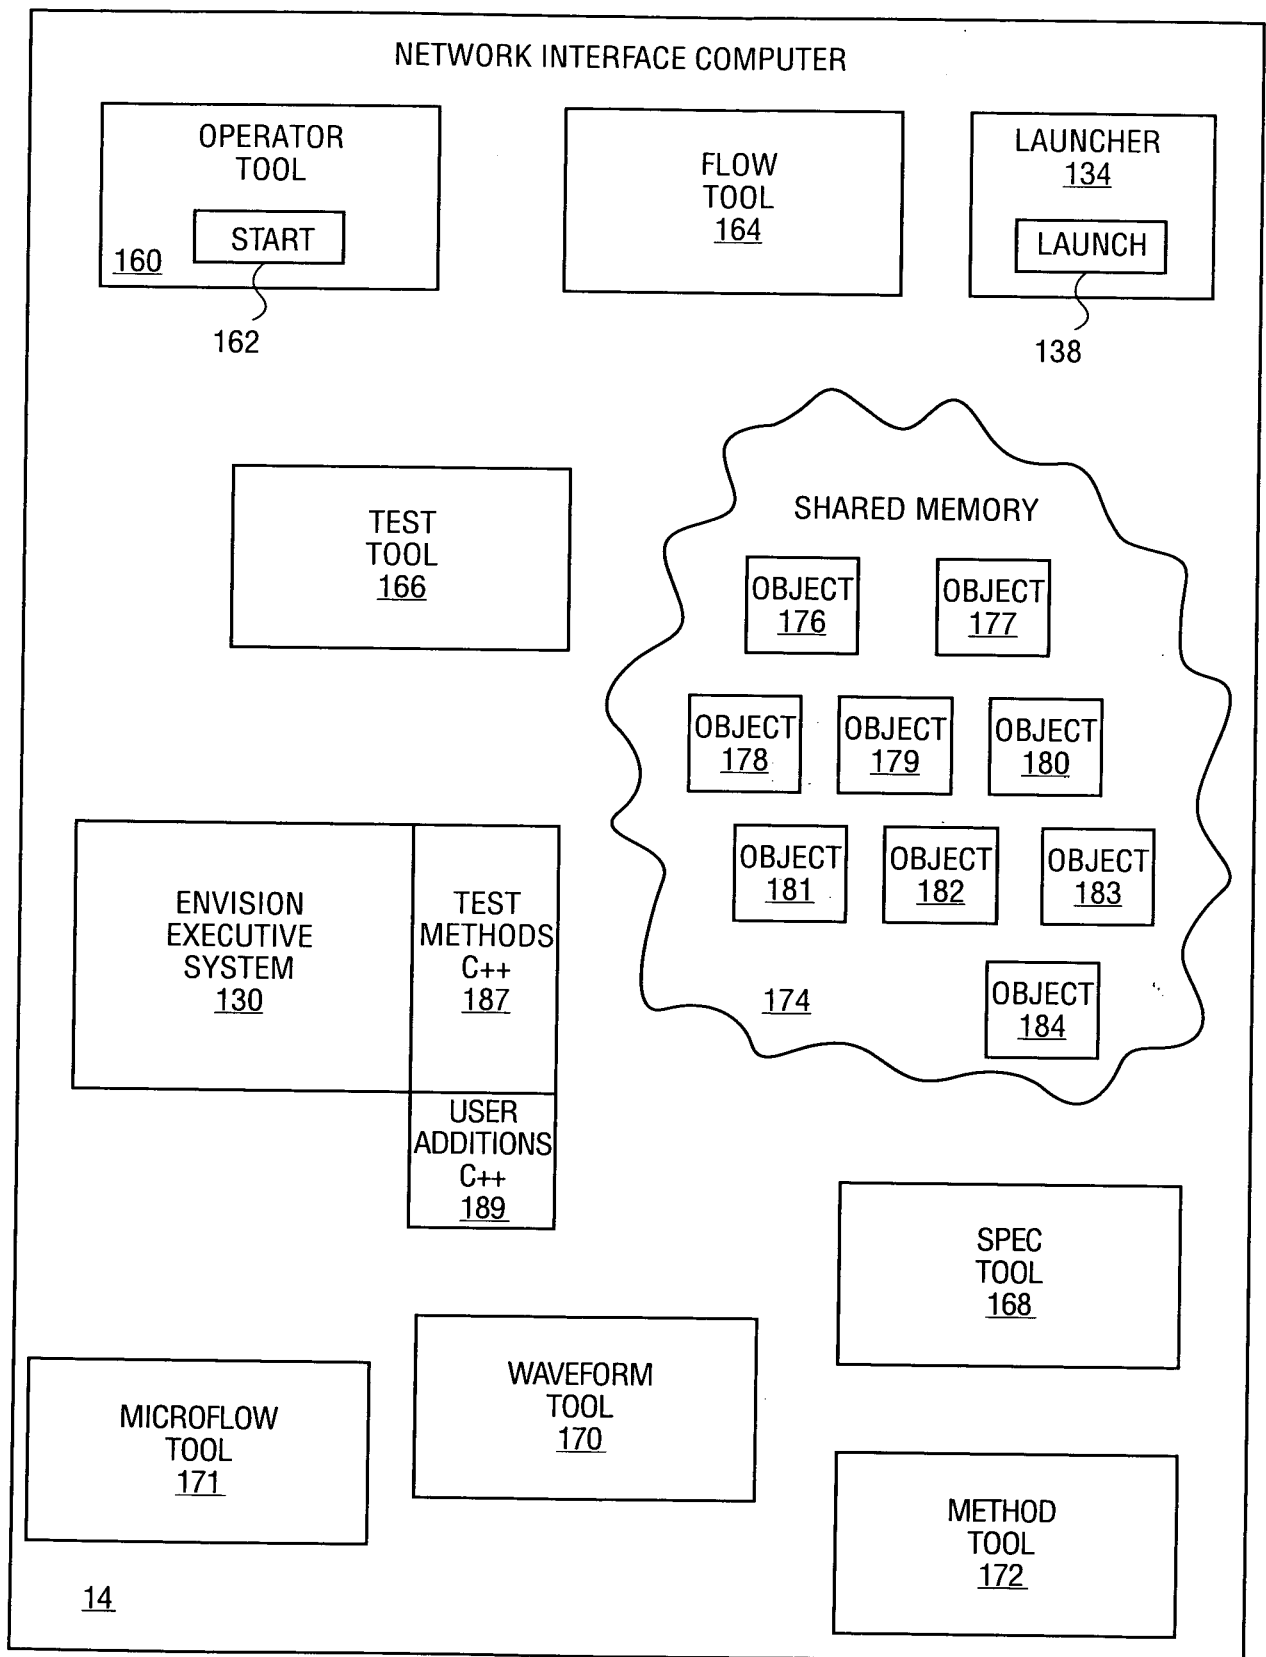 NETWORK INTERFACE COMPUTER
OPERATOR
TOOL
START
160
162
FLOW
TOOL
164
LAUNCHER
134
LAUNCH
138
TEST
TOOL
166
SHARED MEMORY
OBJECT
176
OBJECT
177
OBJECT
178
OBJECT
179
OBJECT
180
OBJECT
181
OBJECT
182
OBJECT
183
OBJECT
184
174
ENVISION
EXECUTIVE
SYSTEM
130
TEST
METHODS
C++
187
USER
ADDITIONS
C++
189
SPEC
TOOL
168
WAVEFORM
TOOL
170
MICROFLOW
TOOL
171
METHOD
TOOL
172
14